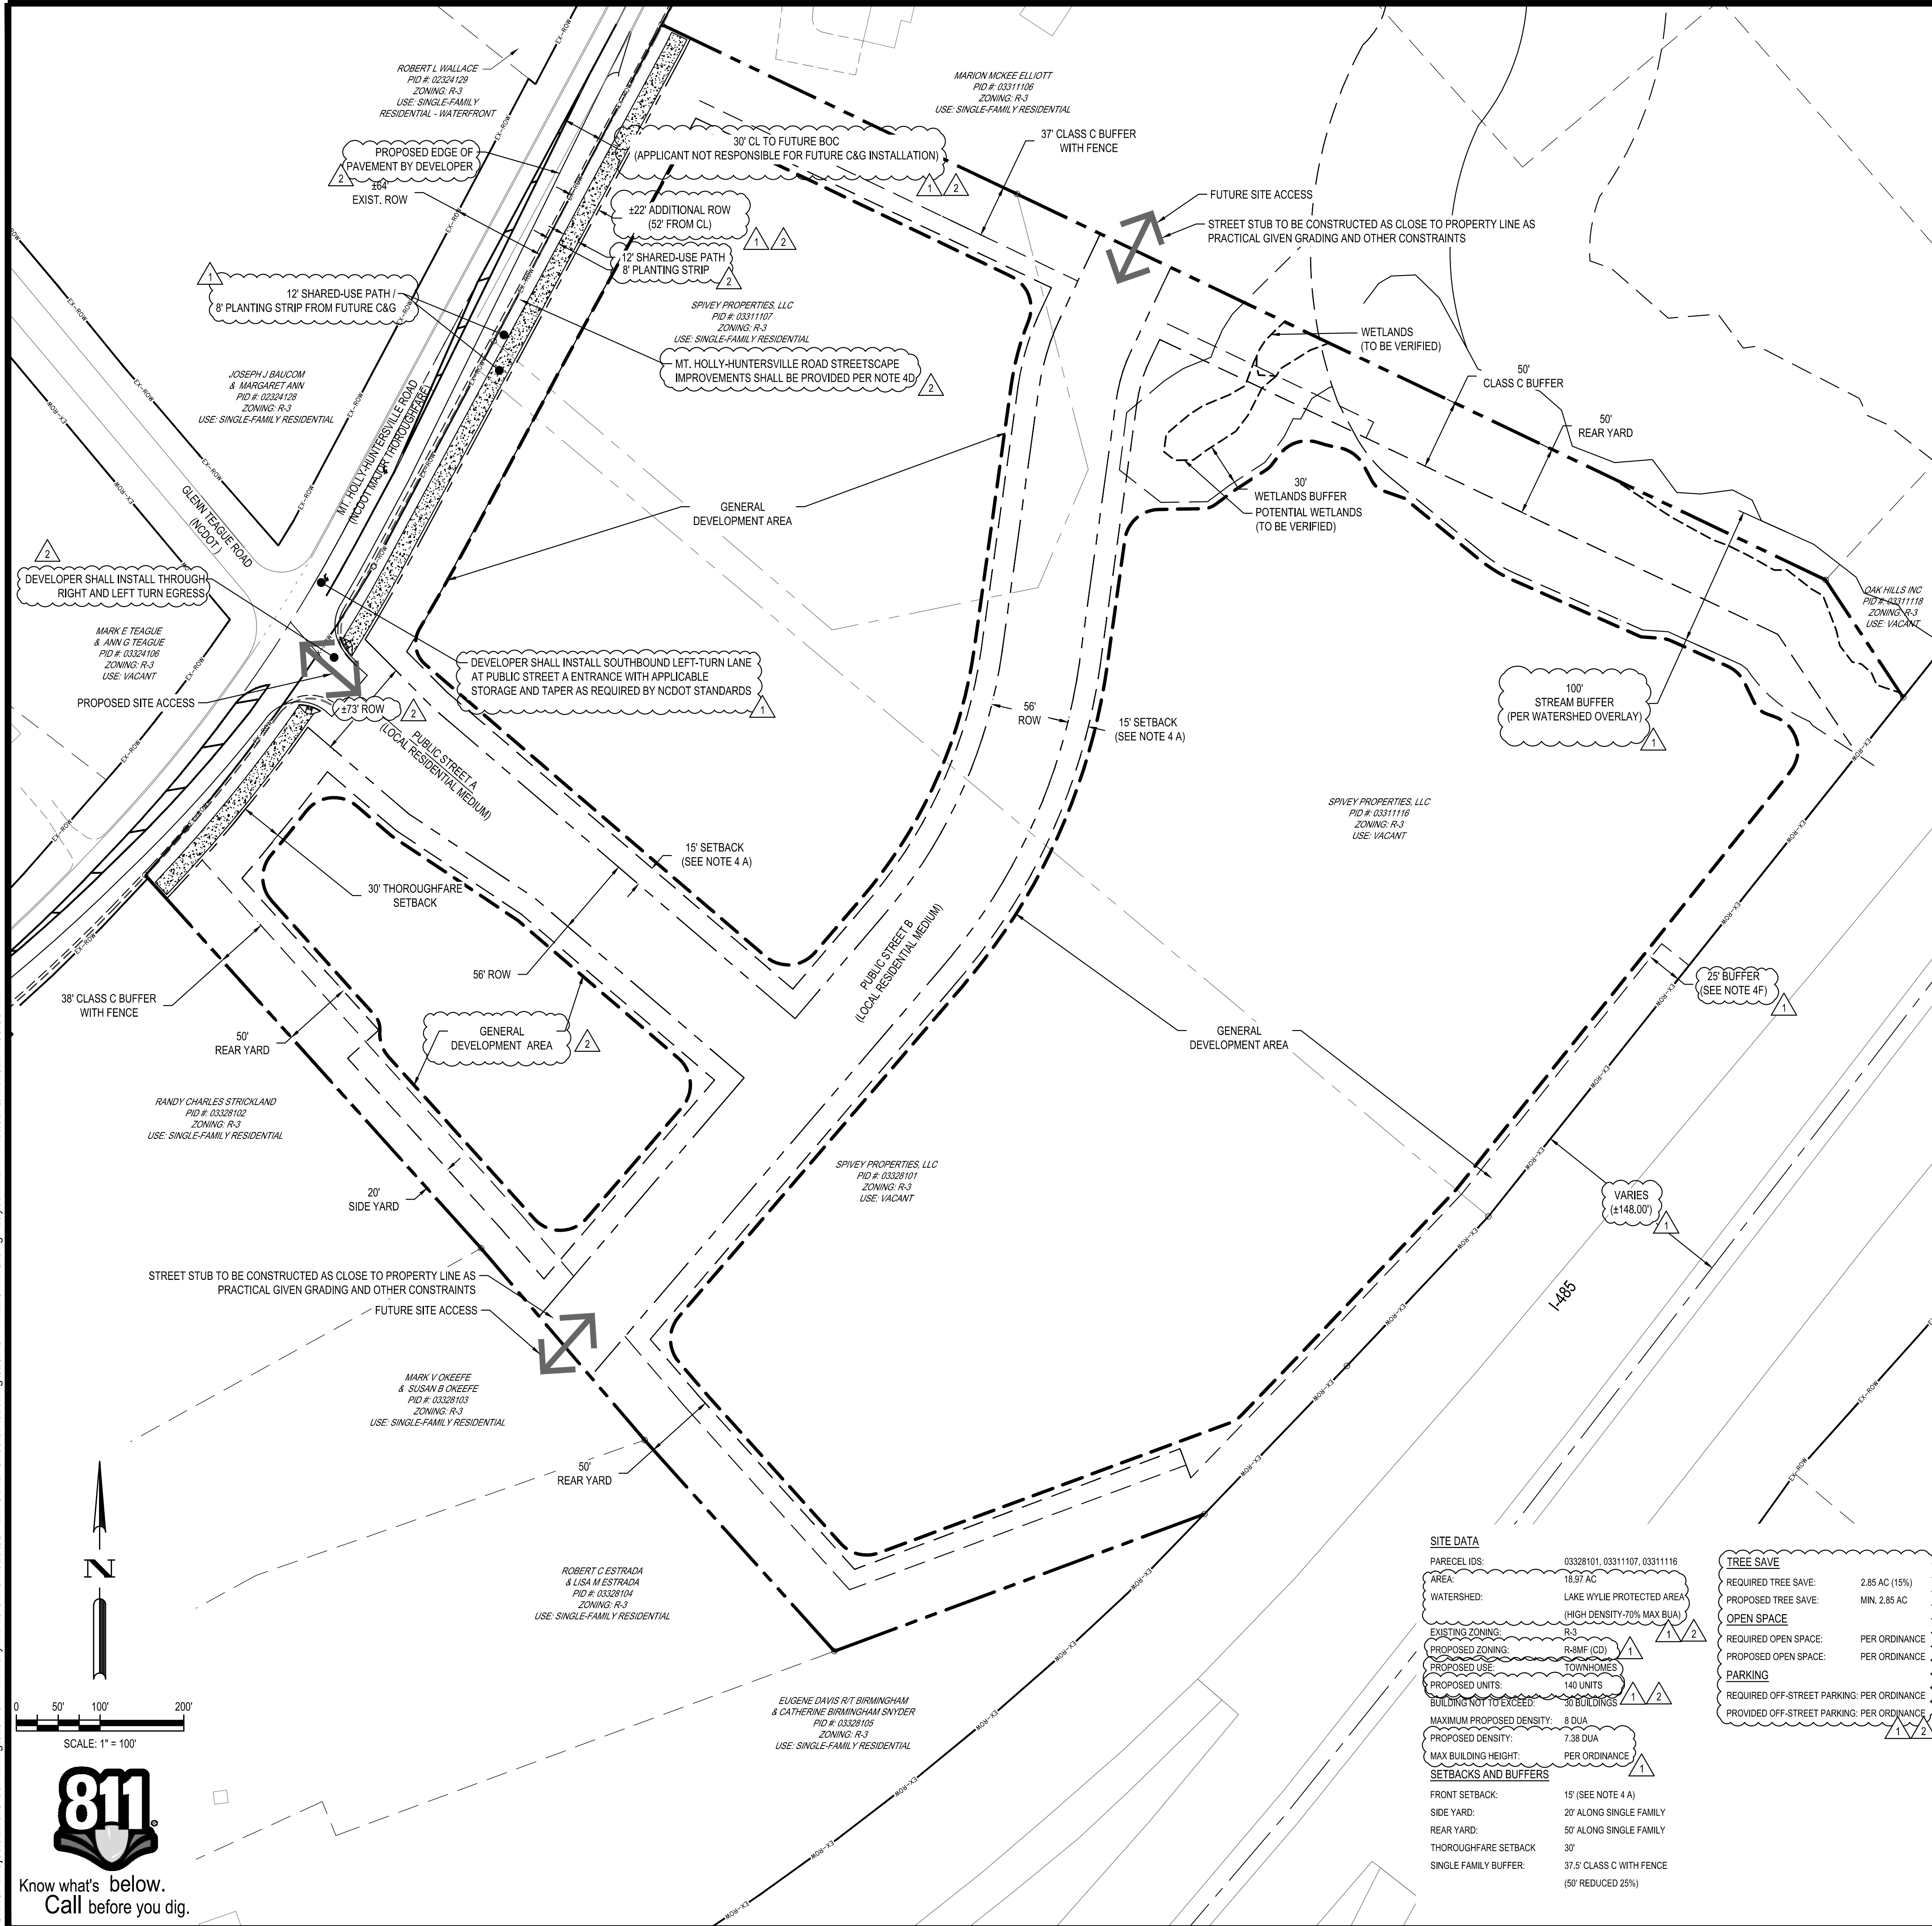 ROBERT L WALLACE
PID #: 02324129
ZONING: R-3
USE: SINGLE-FAMILY
RESIDENTIAL - WATERFRONT
MARION MCKEE ELLIOTT
PID #: 03311106
ZONING: R-3
USE: SINGLE-FAMILY RESIDENTIAL
30' CL TO FUTURE BOC
(APPLICANT NOT RESPONSIBLE FOR FUTURE C&G INSTALLATION)
1 2
37' CLASS C BUFFER
WITH FENCE
PROPOSED EDGE OF
PAVEMENT BY DEVELOPER
2
±64'
EXIST. ROW
±22' ADDITIONAL ROW
(52' FROM CL)
1 2
12' SHARED-USE PATH
8' PLANTING STRIP
2
FUTURE SITE ACCESS
STREET STUB TO BE CONSTRUCTED AS CLOSE TO PROPERTY LINE AS
PRACTICAL GIVEN GRADING AND OTHER CONSTRAINTS
1
12' SHARED-USE PATH /
8' PLANTING STRIP FROM FUTURE C&G
SPIVEY PROPERTIES, LLC
PID #: 03311107
ZONING: R-3
USE: SINGLE-FAMILY RESIDENTIAL
MT. HOLLY-HUNTERSVILLE ROAD STREETSCAPE
IMPROVEMENTS SHALL BE PROVIDED PER NOTE 4D
2
WETLANDS
(TO BE VERIFIED)
50'
CLASS C BUFFER
50'
REAR YARD
JOSEPH J BAUCOM
& MARGARET ANN
PID #: 02324128
ZONING: R-3
USE: SINGLE-FAMILY RESIDENTIAL
MT. HOLLY-HUNTERSVILLE ROAD
(NCDOT MAJOR THOROUGHFARE)
GLENN TEAGUE ROAD
(NCDOT)
GENERAL
DEVELOPMENT AREA
30'
WETLANDS BUFFER
POTENTIAL WETLANDS
(TO BE VERIFIED)
2
DEVELOPER SHALL INSTALL THROUGH
RIGHT AND LEFT TURN EGRESS
MARK E TEAGUE
& ANN G TEAGUE
PID #: 03324106
ZONING: R-3
USE: VACANT
PROPOSED SITE ACCESS
OAK HILLS INC
PID #: 03311118
ZONING: R-3
USE: VACANT
DEVELOPER SHALL INSTALL SOUTHBOUND LEFT-TURN LANE
AT PUBLIC STREET A ENTRANCE WITH APPLICABLE
STORAGE AND TAPER AS REQUIRED BY NCDOT STANDARDS
1
±73' ROW
2
PUBLIC STREET A
(LOCAL RESIDENTIAL MEDIUM)
56'
ROW
15' SETBACK
(SEE NOTE 4 A)
100'
STREAM BUFFER
(PER WATERSHED OVERLAY)
1
SPIVEY PROPERTIES, LLC
PID #: 03311116
ZONING: R-3
USE: VACANT
15' SETBACK
(SEE NOTE 4 A)
30' THOROUGHFARE
SETBACK
56' ROW
PUBLIC STREET B
(LOCAL RESIDENTIAL MEDIUM)
25' BUFFER
(SEE NOTE 4F)
1
38' CLASS C BUFFER
WITH FENCE
50'
REAR YARD
GENERAL
DEVELOPMENT AREA
2
GENERAL
DEVELOPMENT AREA
RANDY CHARLES STRICKLAND
PID #: 03328102
ZONING: R-3
USE: SINGLE-FAMILY RESIDENTIAL
20'
SIDE YARD
SPIVEY PROPERTIES, LLC
PID #: 03328101
ZONING: R-3
USE: VACANT
VARIES
(±148.00')
1
I-485
STREET STUB TO BE CONSTRUCTED AS CLOSE TO PROPERTY LINE AS
PRACTICAL GIVEN GRADING AND OTHER CONSTRAINTS
FUTURE SITE ACCESS
MARK V OKEEFE
& SUSAN B OKEEFE
PID #: 03328103
ZONING: R-3
USE: SINGLE-FAMILY RESIDENTIAL
50'
REAR YARD
ROBERT C ESTRADA
& LISA M ESTRADA
PID #: 03328104
ZONING: R-3
USE: SINGLE-FAMILY RESIDENTIAL
EUGENE DAVIS R/T BIRMINGHAM
& CATHERINE BIRMINGHAM SNYDER
PID #: 03328105
ZONING: R-3
USE: SINGLE-FAMILY RESIDENTIAL
EX-ROW
N
0 50' 100' 200'
SCALE: 1" = 100'
811
Know what's below.
Call before you dig.
SITE DATA
PARECEL IDS: 03328101, 03311107, 03311116
AREA: 18.97 AC
WATERSHED: LAKE WYLIE PROTECTED AREA
(HIGH DENSITY-70% MAX BUA)
1 2
EXISTING ZONING: R-3
PROPOSED ZONING: R-8MF (CD)
1
PROPOSED USE: TOWNHOMES
PROPOSED UNITS: 140 UNITS
1 2
BUILDING NOT TO EXCEED: 30 BUILDINGS
MAXIMUM PROPOSED DENSITY: 8 DUA
PROPOSED DENSITY: 7.38 DUA
MAX BUILDING HEIGHT: PER ORDINANCE
1
SETBACKS AND BUFFERS
FRONT SETBACK: 15' (SEE NOTE 4 A)
SIDE YARD: 20' ALONG SINGLE FAMILY
REAR YARD: 50' ALONG SINGLE FAMILY
THOROUGHFARE SETBACK 30'
SINGLE FAMILY BUFFER: 37.5' CLASS C WITH FENCE
(50' REDUCED 25%)
TREE SAVE
REQUIRED TREE SAVE: 2.85 AC (15%)
PROPOSED TREE SAVE: MIN. 2.85 AC
OPEN SPACE
REQUIRED OPEN SPACE: PER ORDINANCE
PROPOSED OPEN SPACE: PER ORDINANCE
PARKING
REQUIRED OFF-STREET PARKING: PER ORDINANCE
PROVIDED OFF-STREET PARKING: PER ORDINANCE
1 2